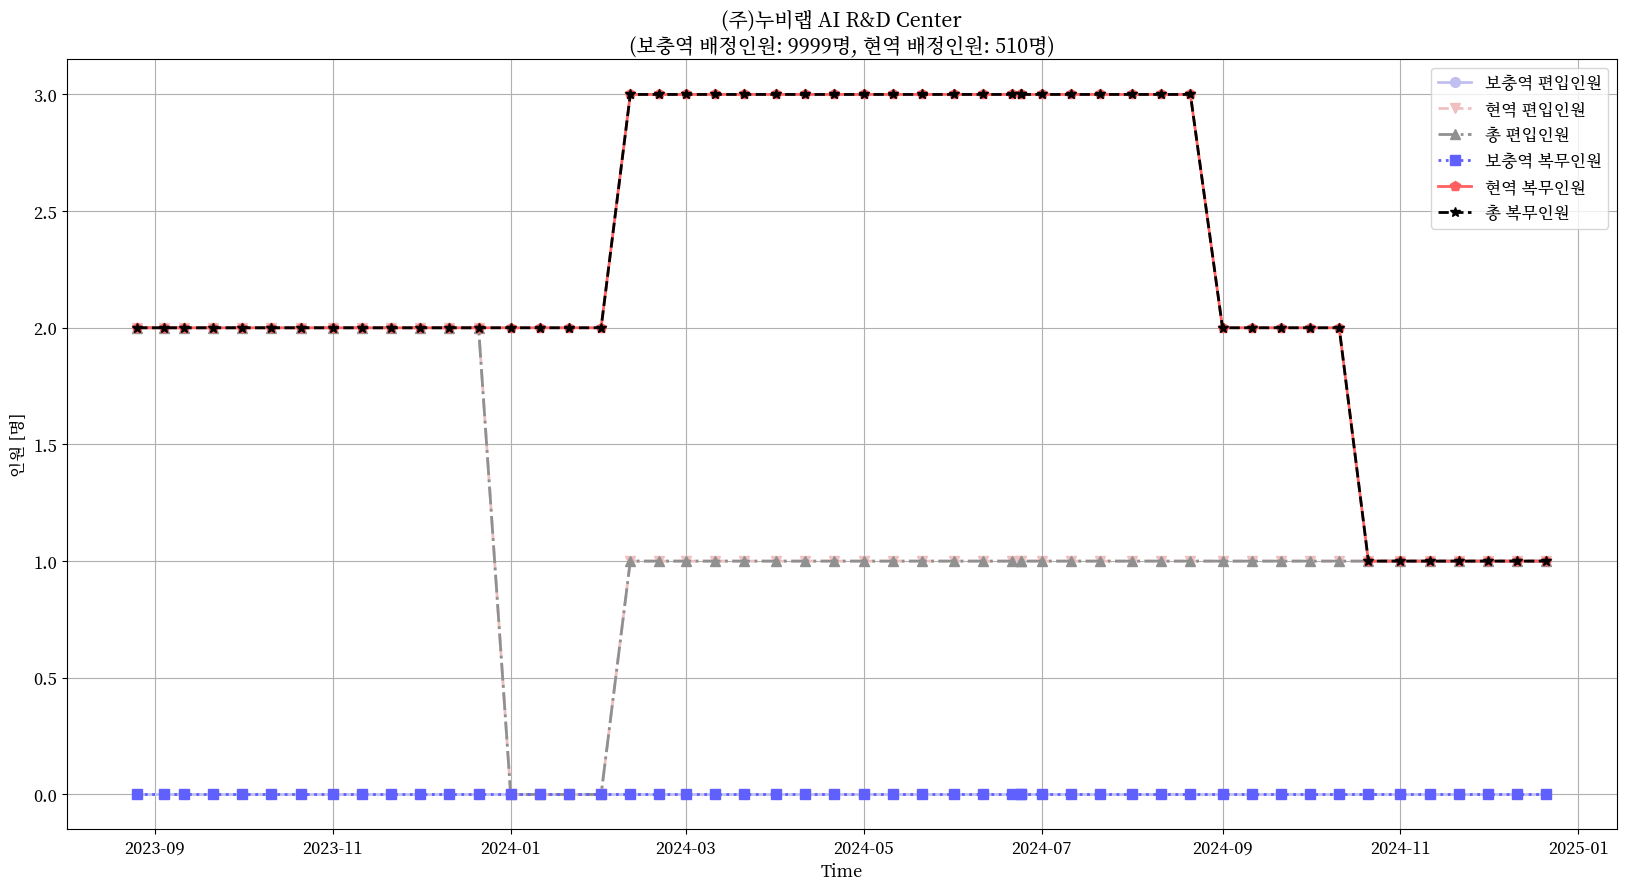 (주)누비랩 AI R&D Center
(보충역 배정인원: 9999명, 현역 배정인원: 510명)
보충역 편입인원
현역 편입인원
총 편입인원
보충역 복무인원
현역 복무인원
총 복무인원
3.0
2.5
2.0
1.5
1.0
0.5
0.0
인원 [명]
2023-09 2023-11 2024-01 2024-03 2024-05 2024-07 2024-09 2024-11 2025-01
Time